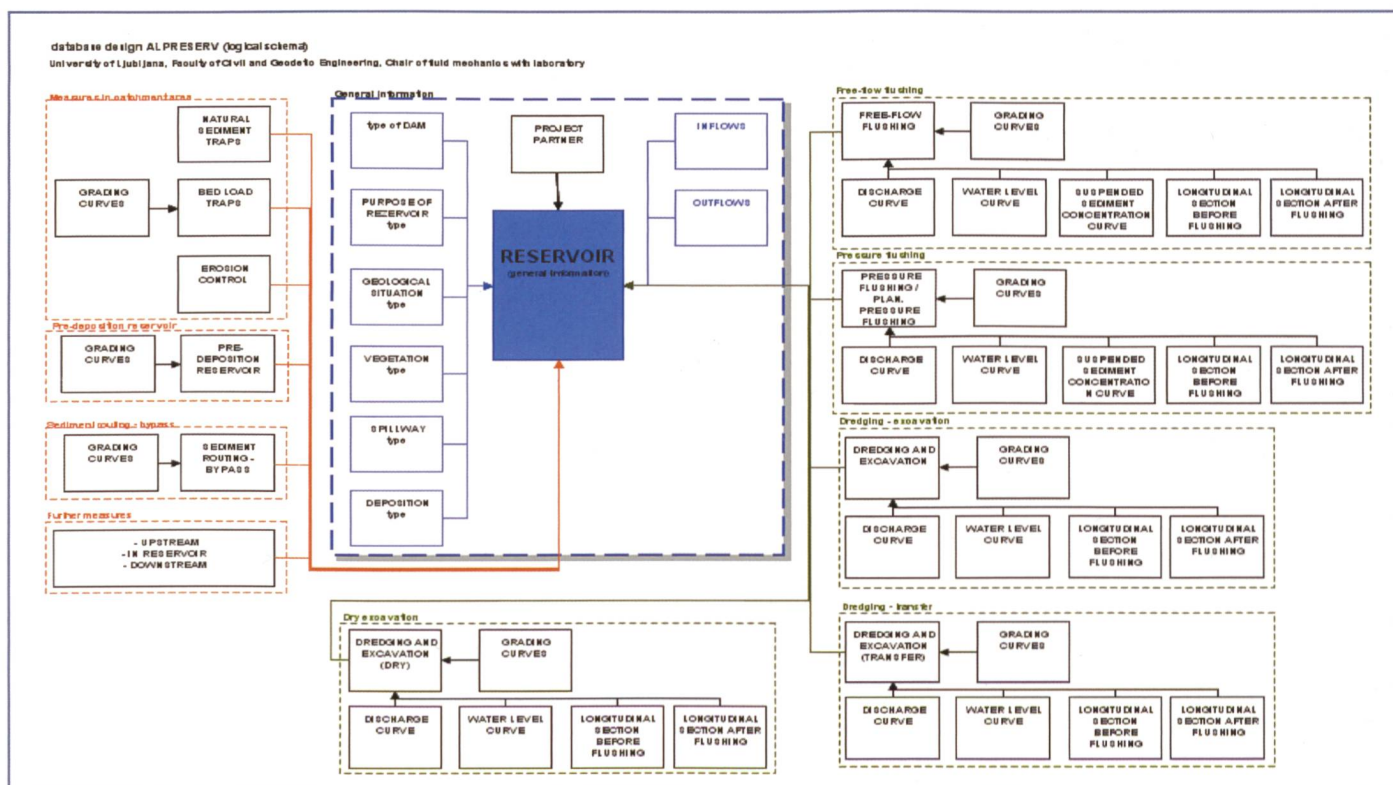 database design ALPRESERV (logical schema)
University of Ljubljana, Faculty of Civil and Geodetic Engineering, Chair of fluid mechanics with laboratory
Measures in catchment area
NATURAL
SEDIMENT
TRAPS
GRADING
CURVES
BED LOAD
TRAPS
EROSION
CONTROL
Pre-deposition reservoir
GRADING
CURVES
PRE-
DEPOSITION
RESERVOIR
Sediment routing - bypass
GRADING
CURVES
SEDIMENT
ROUTING -
BYPASS
Further measures
- UPSTREAM
- IN RESERVOIR
- DOWNSTREAM
General information
type of DAM
PURPOSE OF
REZERVOIR
type
GEOLOGICAL
SITUATION
type
VEGETATION
type
SPILLWAY
type
DEPOSITION
type
PROJECT
PARTNER
RESERVOIR
INFLOWS
OUTFLOWS
Free-flow flushing
FREE-FLOW
FLUSHING
GRADING
CURVES
DISCHARGE
CURVE
WATER LEVEL
CURVE
SUSPENDED
SEDIMENT
CONCENTRATION
CURVE
LONGITUDINAL
SECTION
BEFORE
FLUSHING
LONGITUDINAL
SECTION AFTER
FLUSHING
Pressure flushing
PRESSURE
FLUSHING /
PLAN.
PRESSURE
FLUSHING
GRADING
CURVES
DISCHARGE
CURVE
WATER LEVEL
CURVE
SUSPENDED
SEDIMENT
CONCENTRATIO
N CURVE
LONGITUDINAL
SECTION
BEFORE
FLUSHING
LONGITUDINAL
SECTION AFTER
FLUSHING
Dredging - excavation
DREDGING AND
EXCAVATION
GRADING
CURVES
DISCHARGE
CURVE
WATER LEVEL
CURVE
LONGITUDINAL
SECTION
BEFORE
FLUSHING
LONGITUDINAL
SECTION AFTER
FLUSHING
Dry excavation
DREDGING AND
EXCAVATION
(DRY)
GRADING
CURVES
DISCHARGE
CURVE
WATER LEVEL
CURVE
LONGITUDINAL
SECTION
BEFORE
FLUSHING
LONGITUDINAL
SECTION AFTER
FLUSHING
Dredging - transfer
DREDGING AND
EXCAVATION
(TRANSFER)
GRADING
CURVES
DISCHARGE
CURVE
WATER LEVEL
CURVE
LONGITUDINAL
SECTION
BEFORE
FLUSHING
LONGITUDINAL
SECTION AFTER
FLUSHING